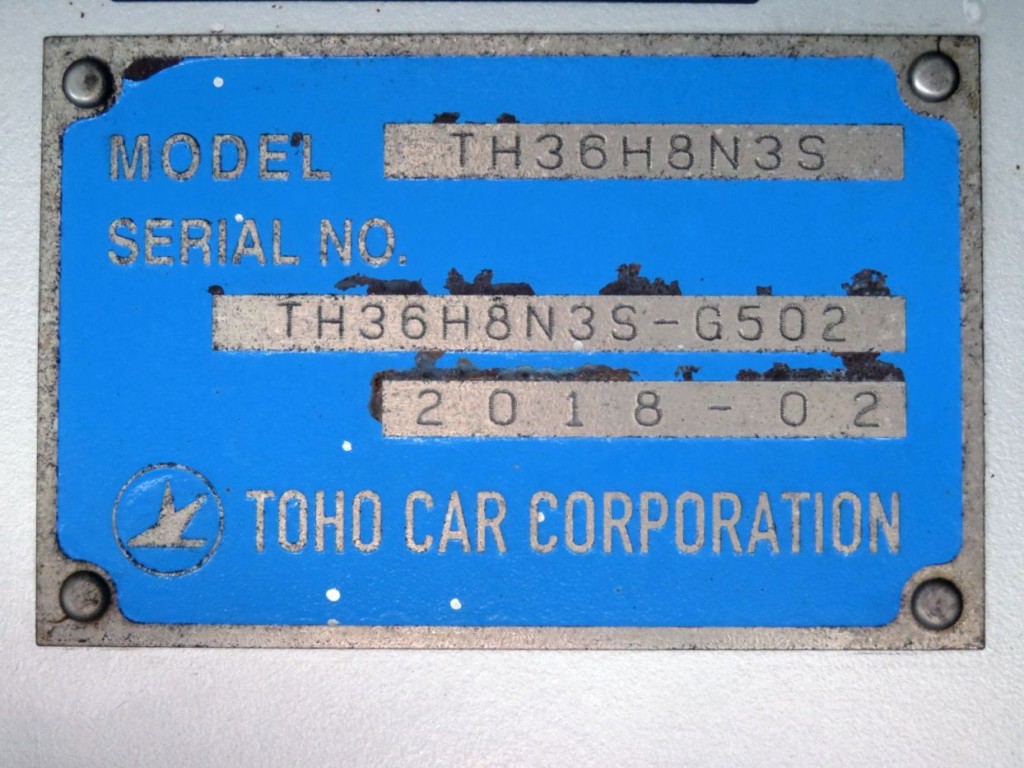 MODEL TH36H8N3S
SERIAL NO.
TH36H8N3S-G502
2018-02
TOHO CAR CORPORATION